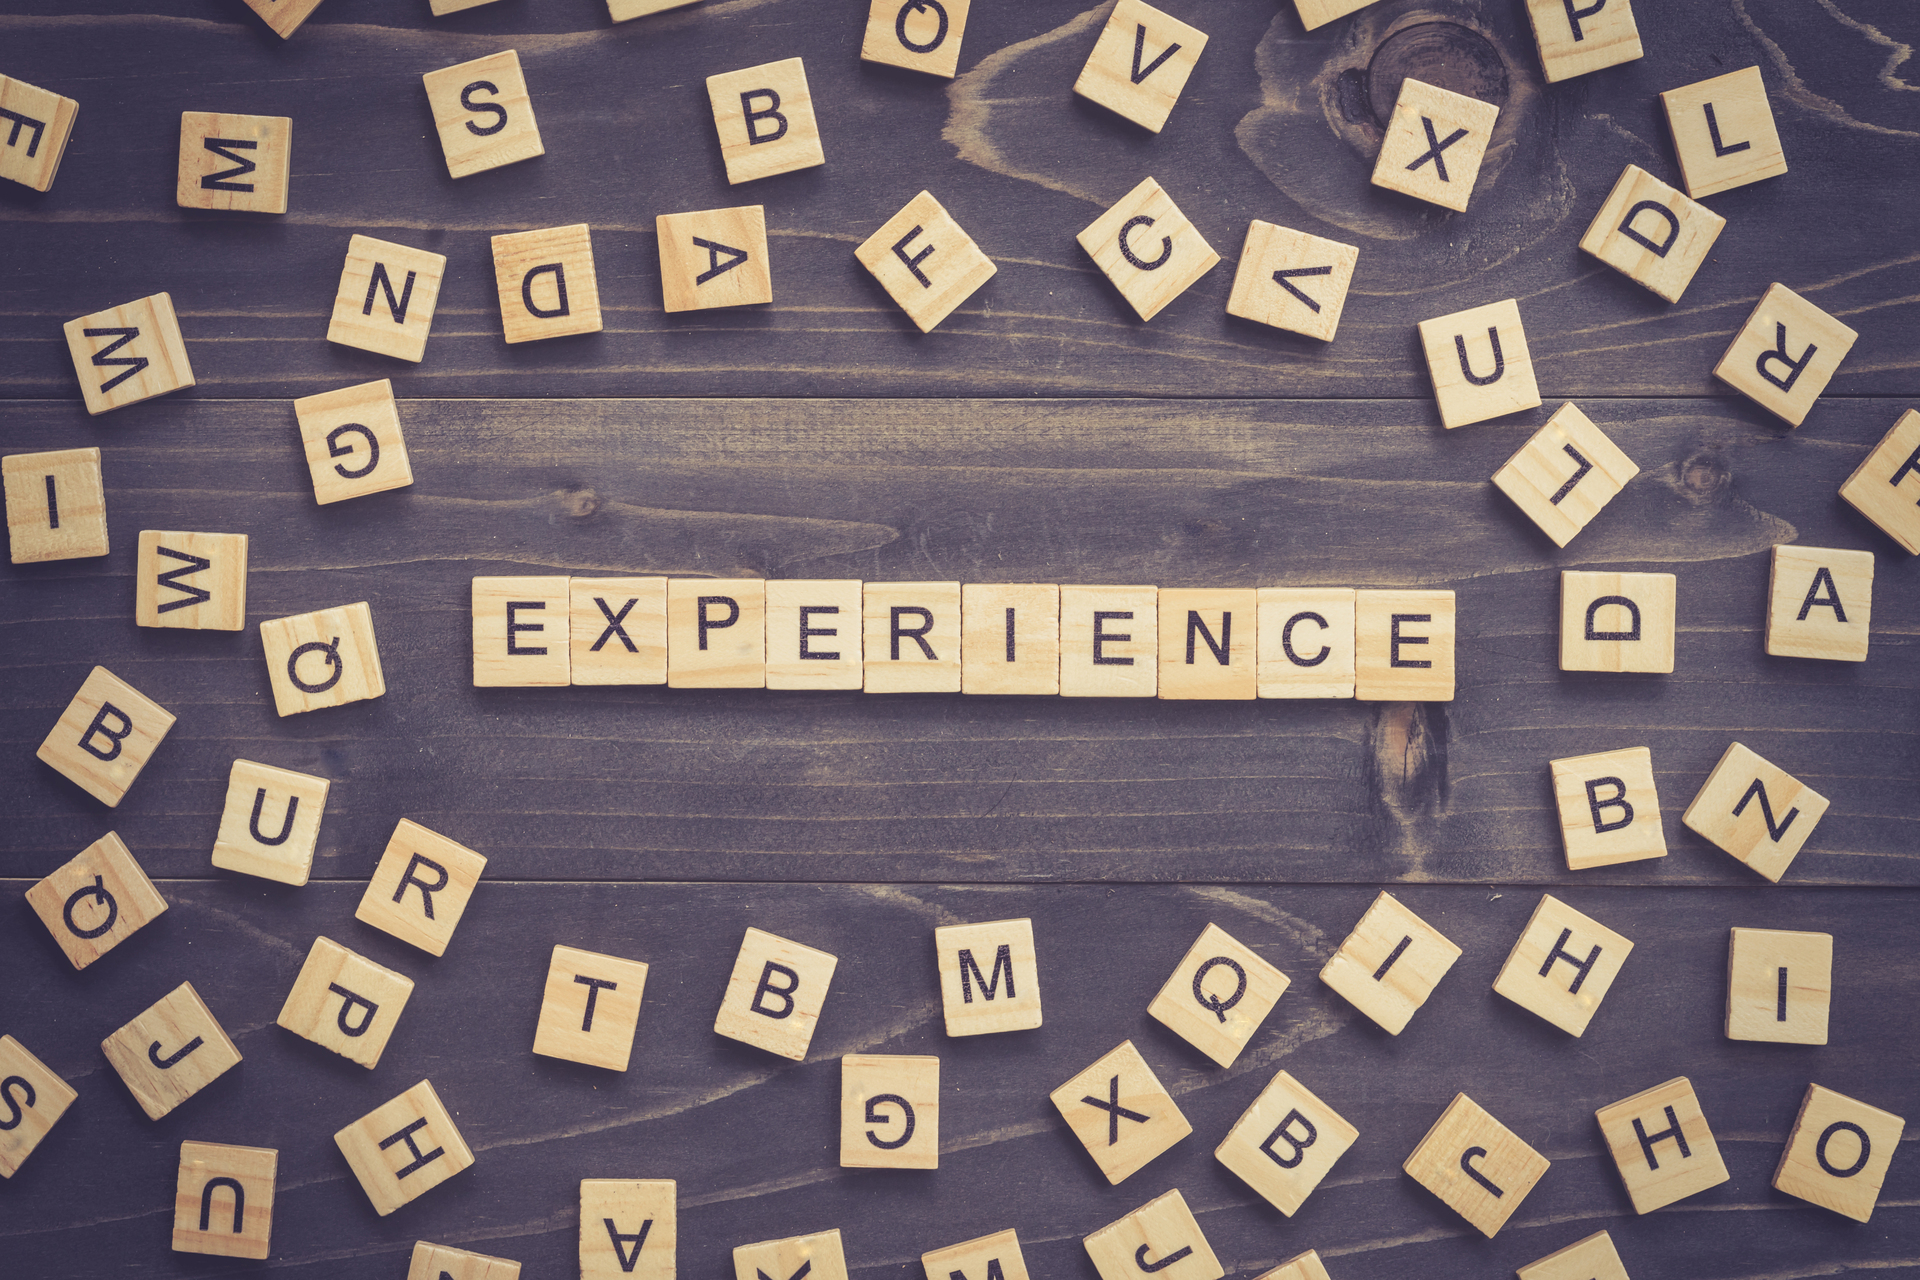 O V P
S B X L
F M
N D A F C V D
W U R
G L
I
W D A
Q
EXPERIENCE
B
U B N
R
Q T B M Q I H I
J P
S G X B J H O
U H A
J